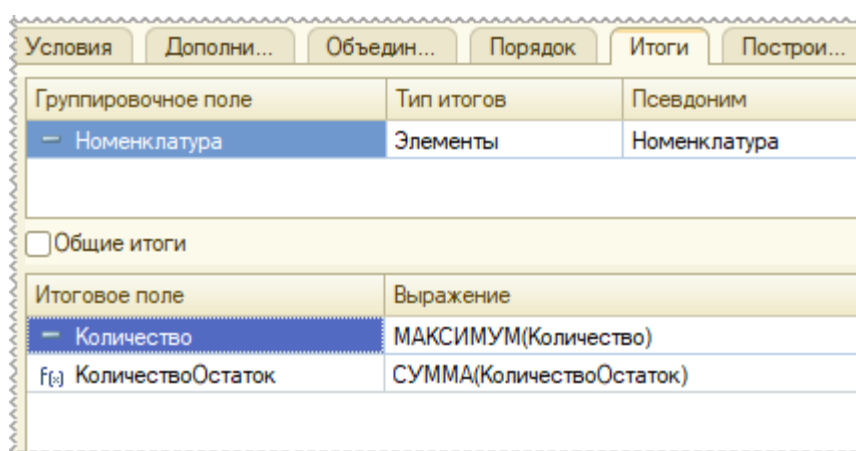 Условия Дополни... Объедин... Порядок Итоги Построи...
Группировочное поле Тип итогов Псевдоним
Номенклатура Элементы Номенклатура
Общие итоги
Итоговое поле Выражение
Количество МАКСИМУМ(Количество)
f(x) КоличествоОстаток СУММА(КоличествоОстаток)